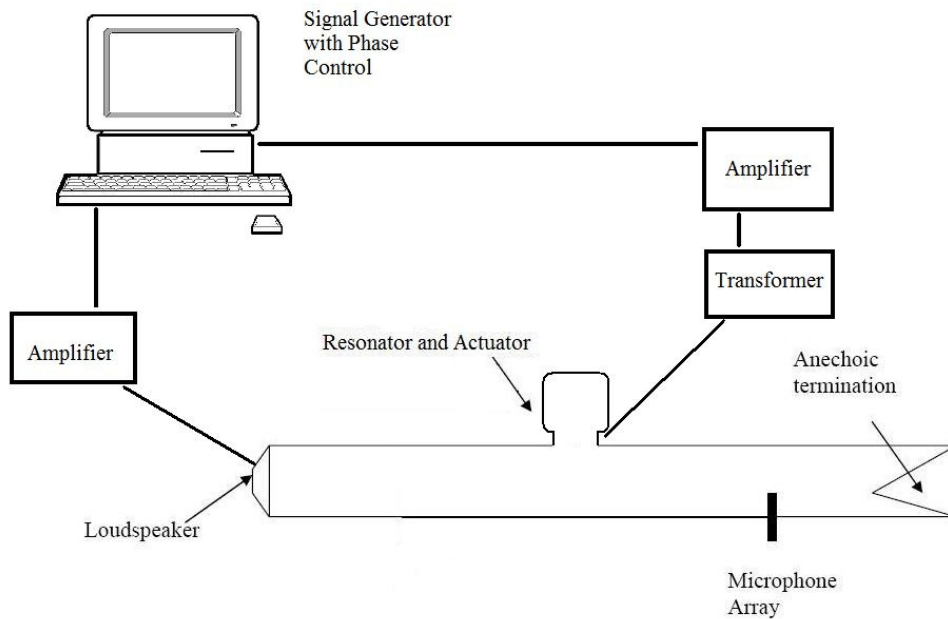 Signal Generator
with Phase
Control
Amplifier
Transformer
Amplifier
Resonator and Actuator
Anechoic
termination
Loudspeaker
Microphone
Array